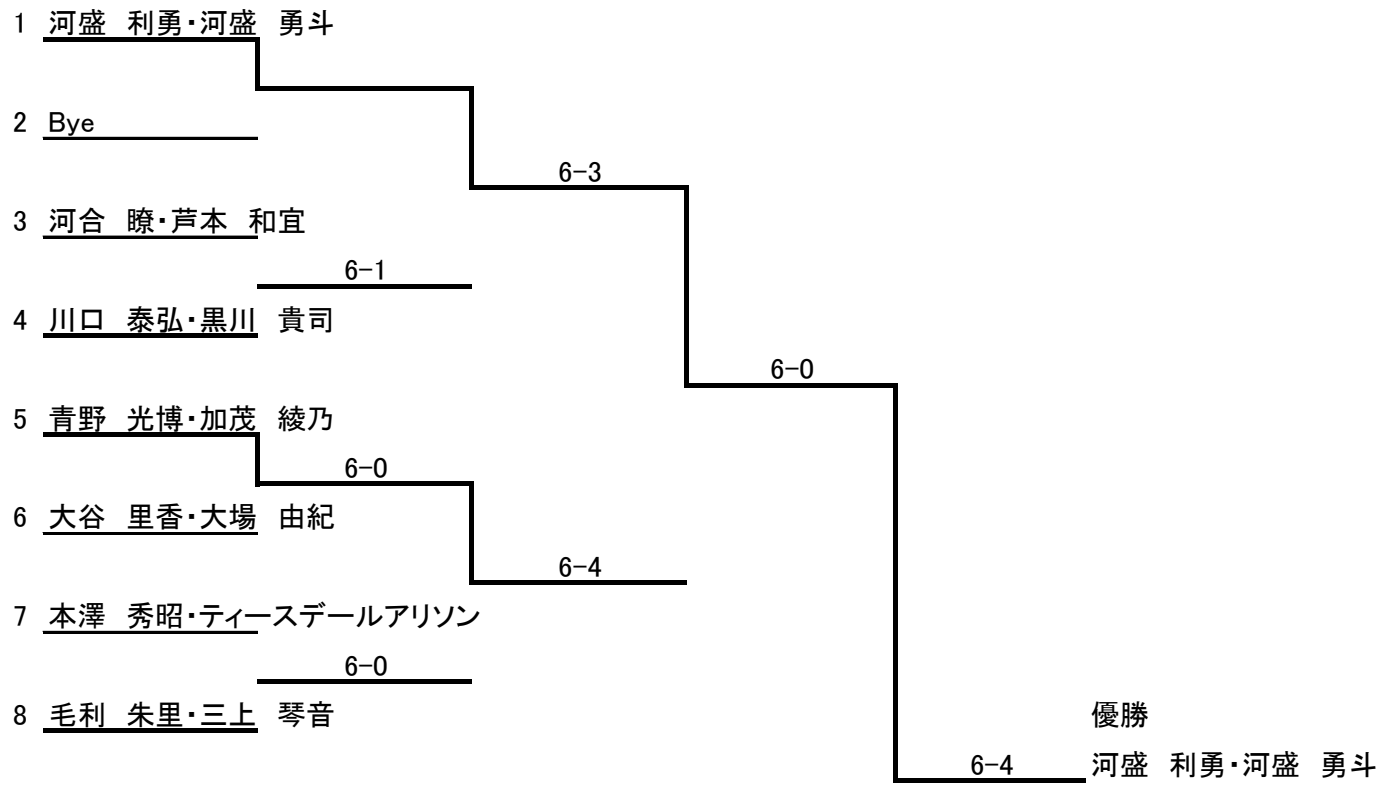 1 河盛　利勇・河盛　勇斗
2 Bye
6-3
3 河合　瞭・芦本　和宜
6-1
4 川口　泰弘・黒川　貴司
6-0
5 青野　光博・加茂　綾乃
6-0
6 大谷　里香・大場　由紀
6-4
7 本澤　秀昭・ティースデールアリソン
6-0
8 毛利　朱里・三上　琴音
優勝
6-4 河盛　利勇・河盛　勇斗